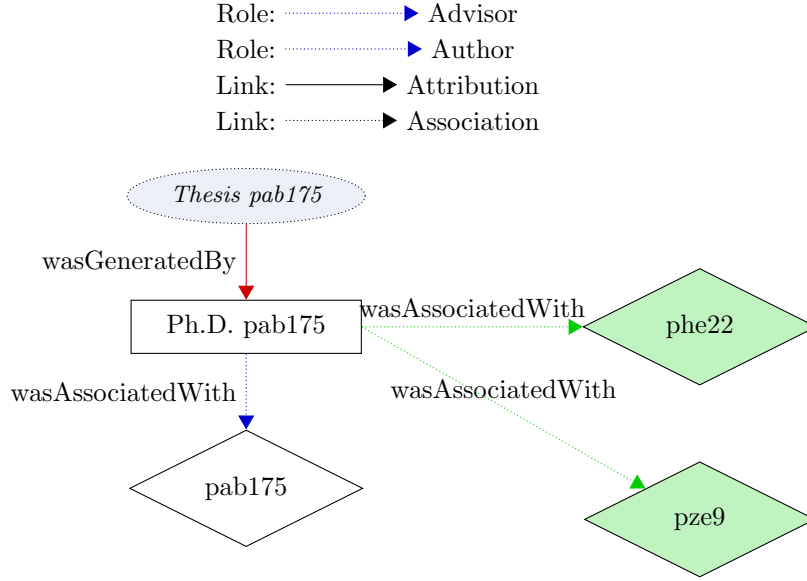 Role: Advisor
Role: Author
Link: Attribution
Link: Association
Thesis pab175
wasGeneratedBy
Ph.D. pab175
wasAssociatedWith
phe22
wasAssociatedWith
wasAssociatedWith
pab175
pze9